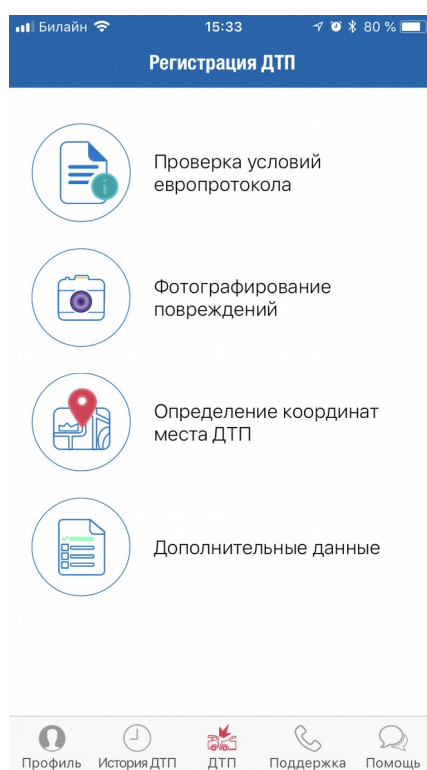 Билайн 15:33 80 %
Регистрация ДТП
Проверка условий
европротокола
Фотографирование
повреждений
Определение координат
места ДТП
Дополнительные данные
Профиль История ДТП ДТП Поддержка Помощь